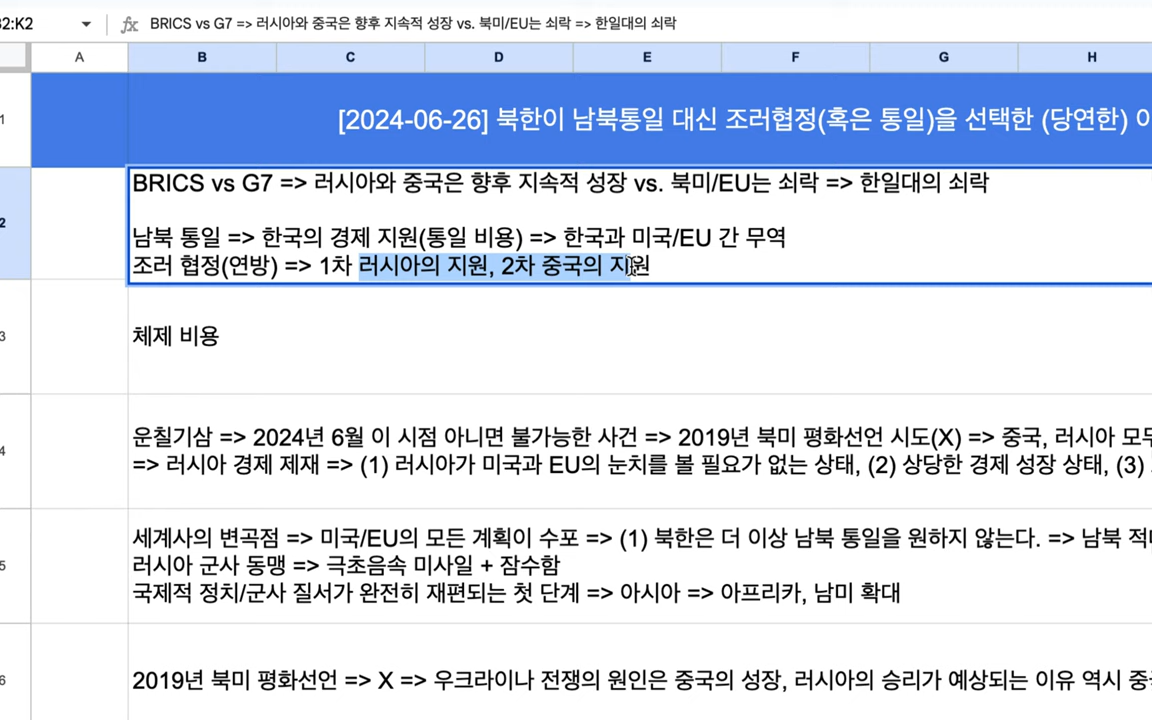 2:K2
fx BRICS vs G7 => 러시아와 중국은 향후 지속적 성장 vs. 북미/EU는 쇠락 => 한일대의 쇠락
A B C D E F G H
1
[2024-06-26] 북한이 남북통일 대신 조러협정(혹은 통일)을 선택한 (당연한)
2
BRICS vs G7 => 러시아와 중국은 향후 지속적 성장 vs. 북미/EU는 쇠락 => 한일대의 쇠락
남북 통일 => 한국의 경제 지원(통일 비용) => 한국과 미국/EU 간 무역
조러 협정(연방) => 1차 러시아의 지원, 2차 중국의 지원
3
체제 비용
4
운칠기삼 => 2024년 6월 이 시점 아니면 불가능한 사건 => 2019년 북미 평화선언 시도(X) => 중국, 러시아 모두
=> 러시아 경제 제재 => (1) 러시아가 미국과 EU의 눈치를 볼 필요가 없는 상태, (2) 상당한 경제 성장 상태, (3)
5
세계사의 변곡점 => 미국/EU의 모든 계획이 수포 => (1) 북한은 더 이상 남북 통일을 원하지 않는다. => 남북
러시아 군사 동맹 => 극초음속 미사일 + 잠수함
국제적 정치/군사 질서가 완전히 재편되는 첫 단계 => 아시아 => 아프리카, 남미 확대
6
2019년 북미 평화선언 => X => 우크라이나 전쟁의 원인은 중국의 성장, 러시아의 승리가 예상되는 이유 역시